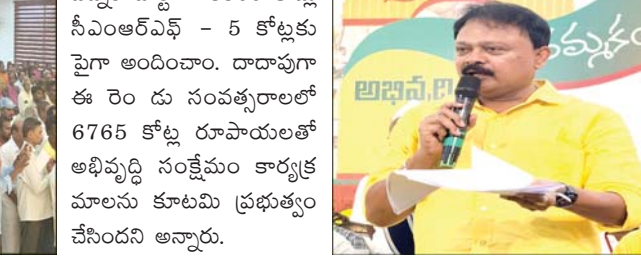 సీఎంఆర్ఎఫ్ - 5 కోట్లకు
పైగా అందించాం. దాదాపుగా
ఈ రెం డు సంవత్సరాలలో
6765 కోట్ల రూపాయలతో
అభివృద్ధి సంక్షేమం కార్యక్ర
మాలను కూటమి ప్రభుత్వం
చేసిందని అన్నారు.